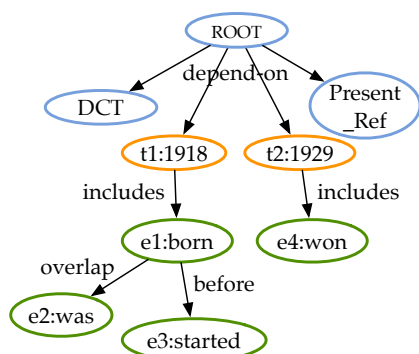 ROOT
depend-on
DCT
Present
_Ref
t1:1918
t2:1929
includes
includes
e1:born
e4:won
overlap
before
e2:was
e3:started